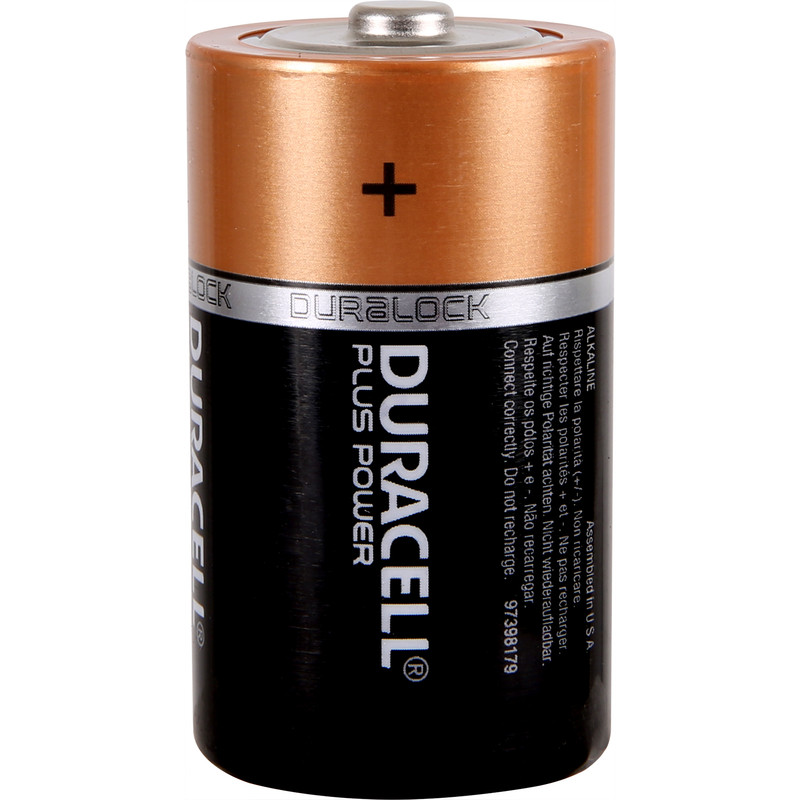 +
LOCK
DURALOCK
DURACELL®
DURACELL®
PLUS POWER
ALKALINE Assembled in U S A
Rispettare la polarità (+/-). Non ricaricare.
Respecter les polarités + et -. Ne pas recharger.
Auf richtige Polarität achten. Nicht wiederaufladbar.
Respeite os pólos + e -, Não recarregar.
Connect correctly. Do not recharge. 97398179